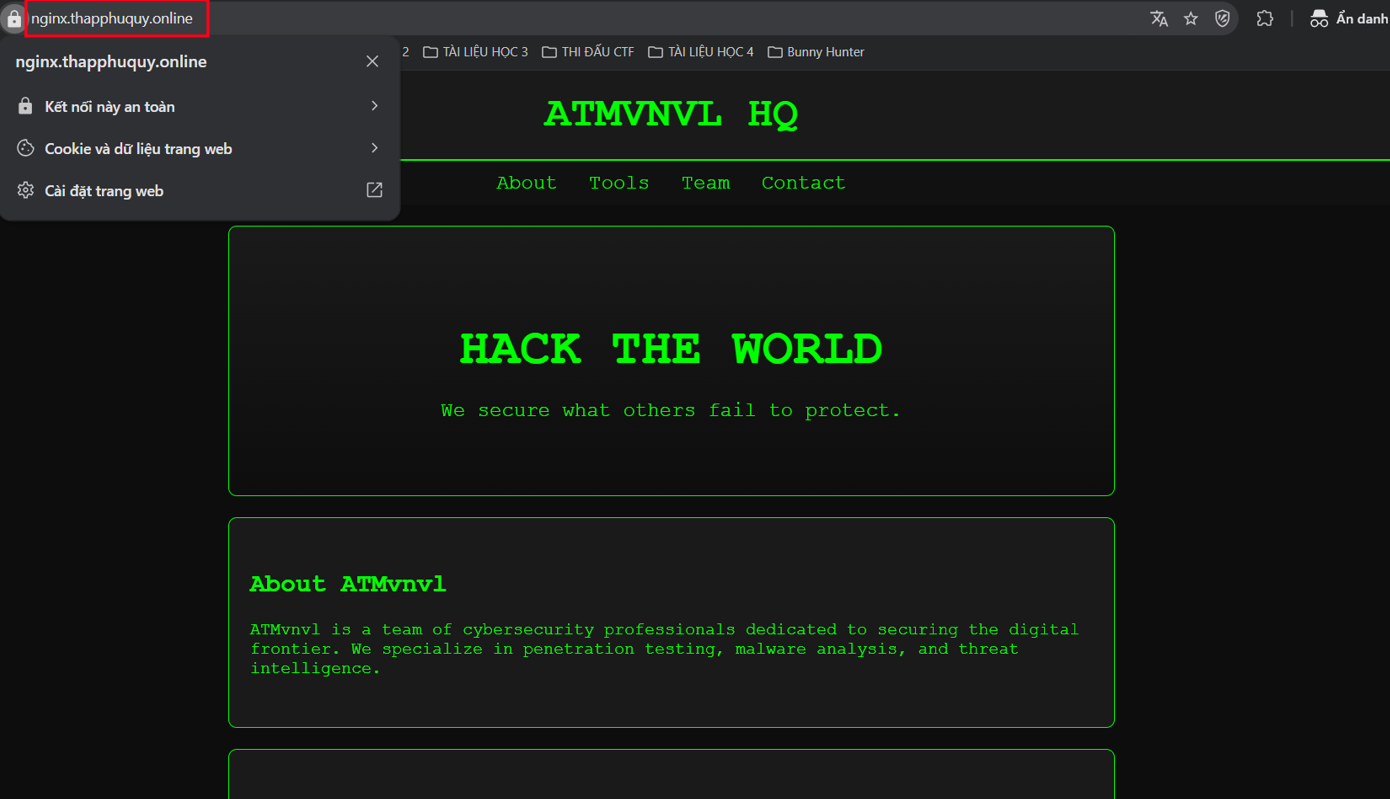 nginx.thapphuquy.online
Ẩn danh
nginx.thapphuquy.online
2 TÀI LIỆU HỌC 3 THI ĐẤU CTF TÀI LIỆU HỌC 4 Bunny Hunter
Kết nối này an toàn
Cookie và dữ liệu trang web
Cài đặt trang web
ATMVNVL HQ
About Tools Team Contact
HACK THE WORLD
We secure what others fail to protect.
About ATMvnvl
ATMvnvl is a team of cybersecurity professionals dedicated to securing the digital
frontier. We specialize in penetration testing, malware analysis, and threat
intelligence.